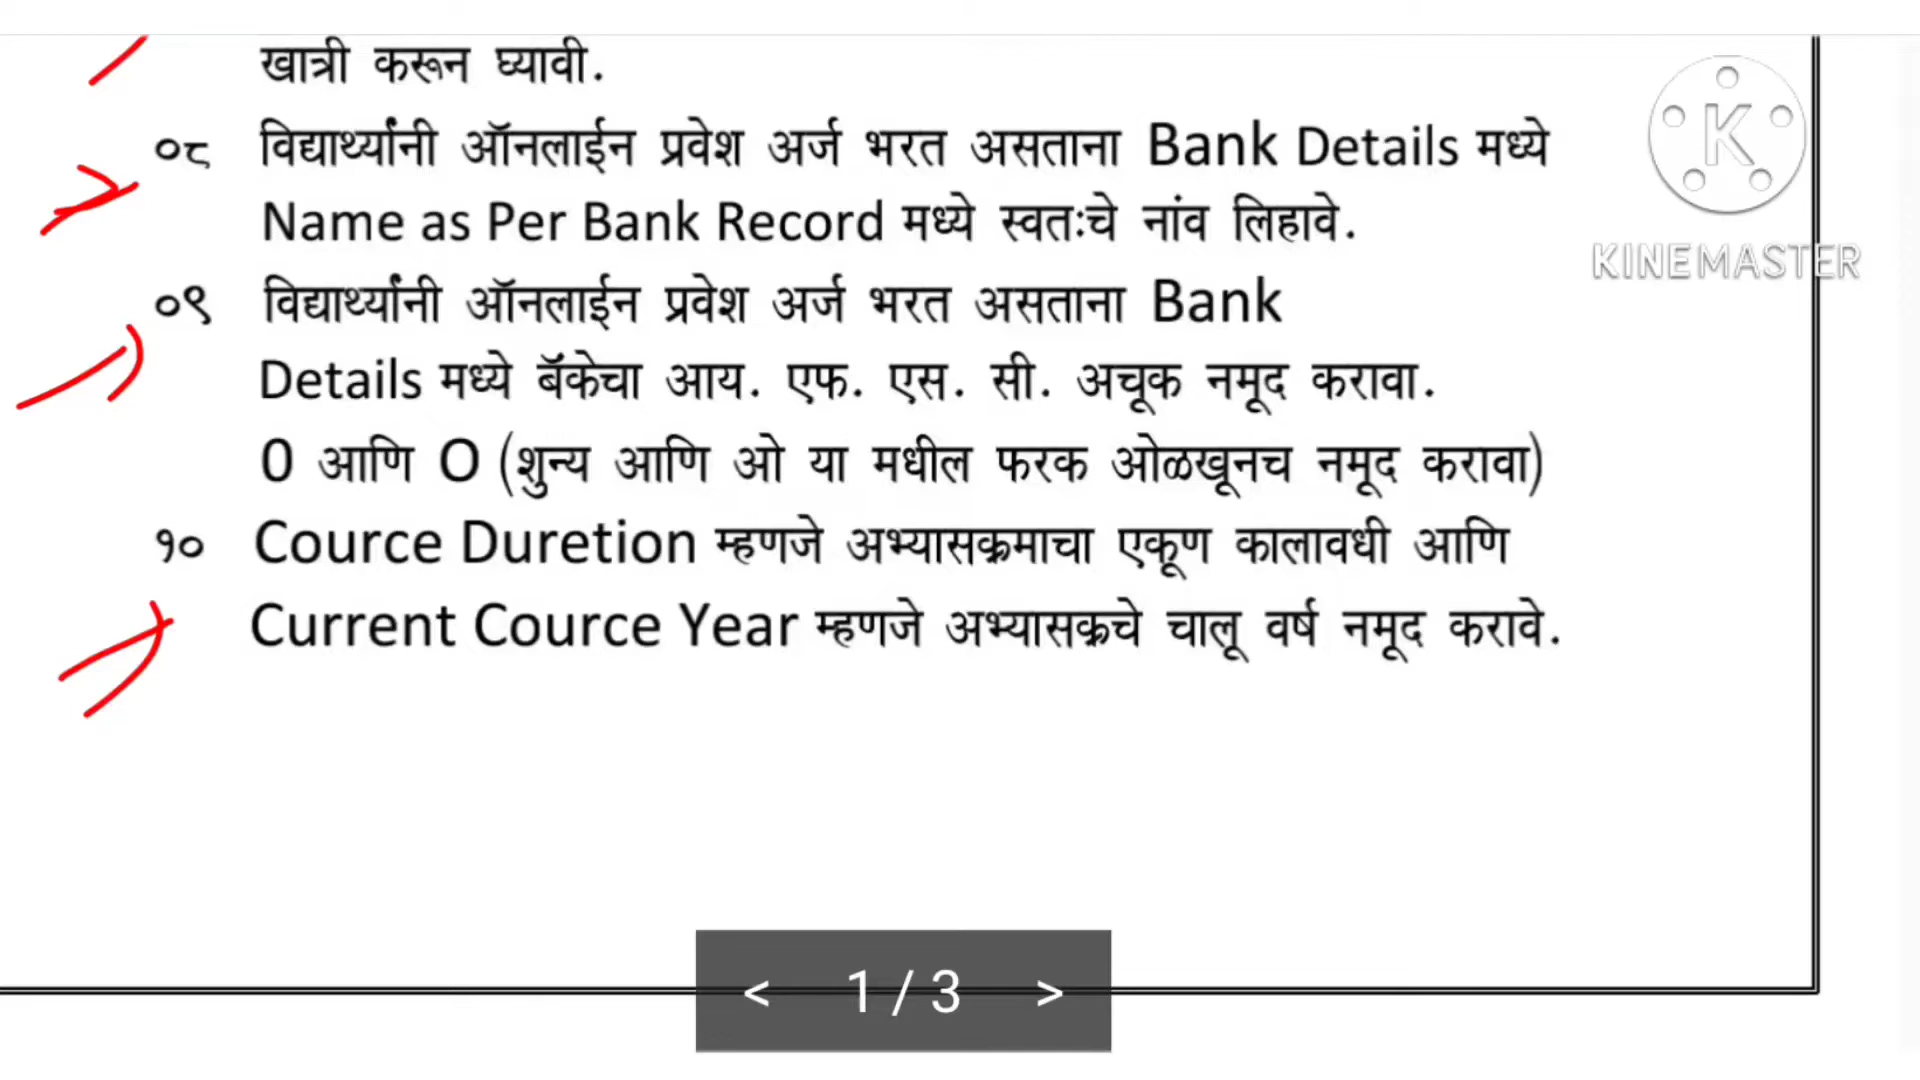 खात्री करून घ्यावी.
०८ विद्यार्थ्यांनी ऑनलाईन प्रवेश अर्ज भरत असताना Bank Details मध्ये
Name as Per Bank Record मध्ये स्वतःचे नांव लिहावे.
०९ विद्यार्थ्यांनी ऑनलाईन प्रवेश अर्ज भरत असताना Bank
Details मध्ये बॅंकेचा आय. एफ. एस. सी. अचूक नमूद करावा.
0 आणि O (शुन्य आणि ओ या मधील फरक ओळखूनच नमूद करावा)
१० Cource Duretion म्हणजे अभ्यासक्रमाचा एकूण कालावधी आणि
Current Cource Year म्हणजे अभ्यासक्रचे चालू वर्ष नमूद करावे.
K
KINEMASTER
< 1 / 3 >